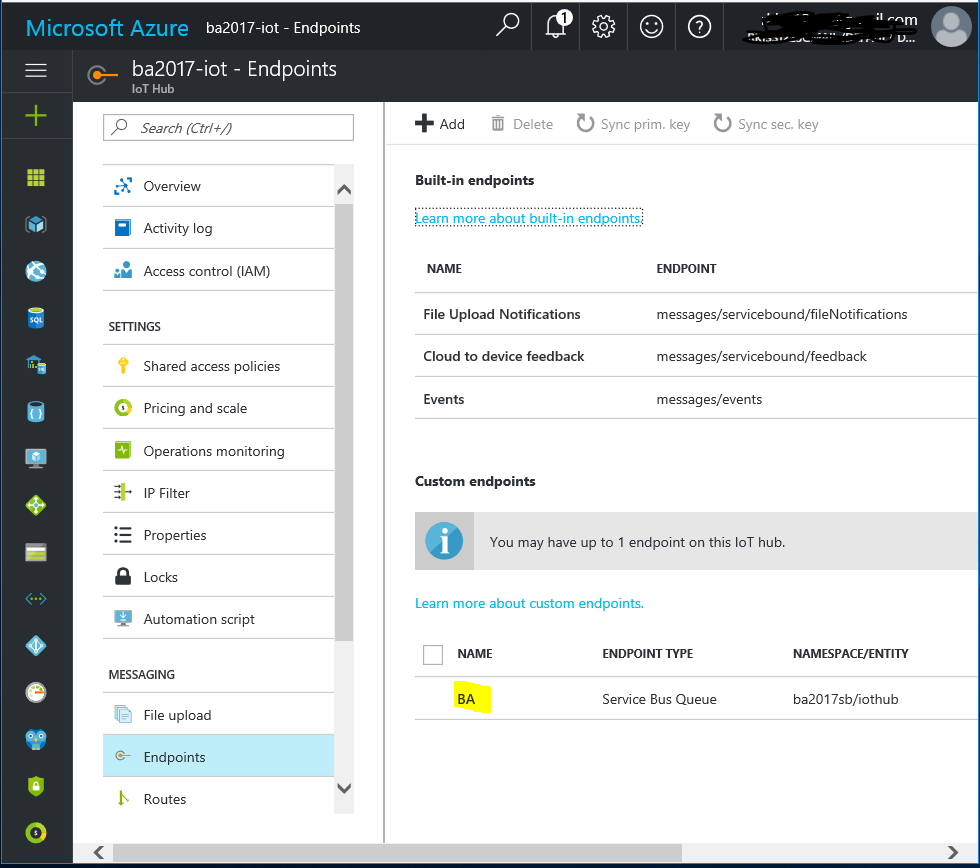 Microsoft Azure ba2017-iot - Endpoints
1
ba2017-iot - Endpoints
IoT Hub
Search (Ctrl+/)
Overview
Activity log
Access control (IAM)
SETTINGS
Shared access policies
Pricing and scale
Operations monitoring
IP Filter
Properties
Locks
Automation script
MESSAGING
File upload
Endpoints
Routes
Add Delete Sync prim. key Sync sec. key
Built-in endpoints
Learn more about built-in endpoints.
NAME ENDPOINT
File Upload Notifications messages/servicebound/fileNotifications
Cloud to device feedback messages/servicebound/feedback
Events messages/events
Custom endpoints
You may have up to 1 endpoint on this IoT hub.
Learn more about custom endpoints.
NAME ENDPOINT TYPE NAMESPACE/ENTITY
BA Service Bus Queue ba2017sb/iothub